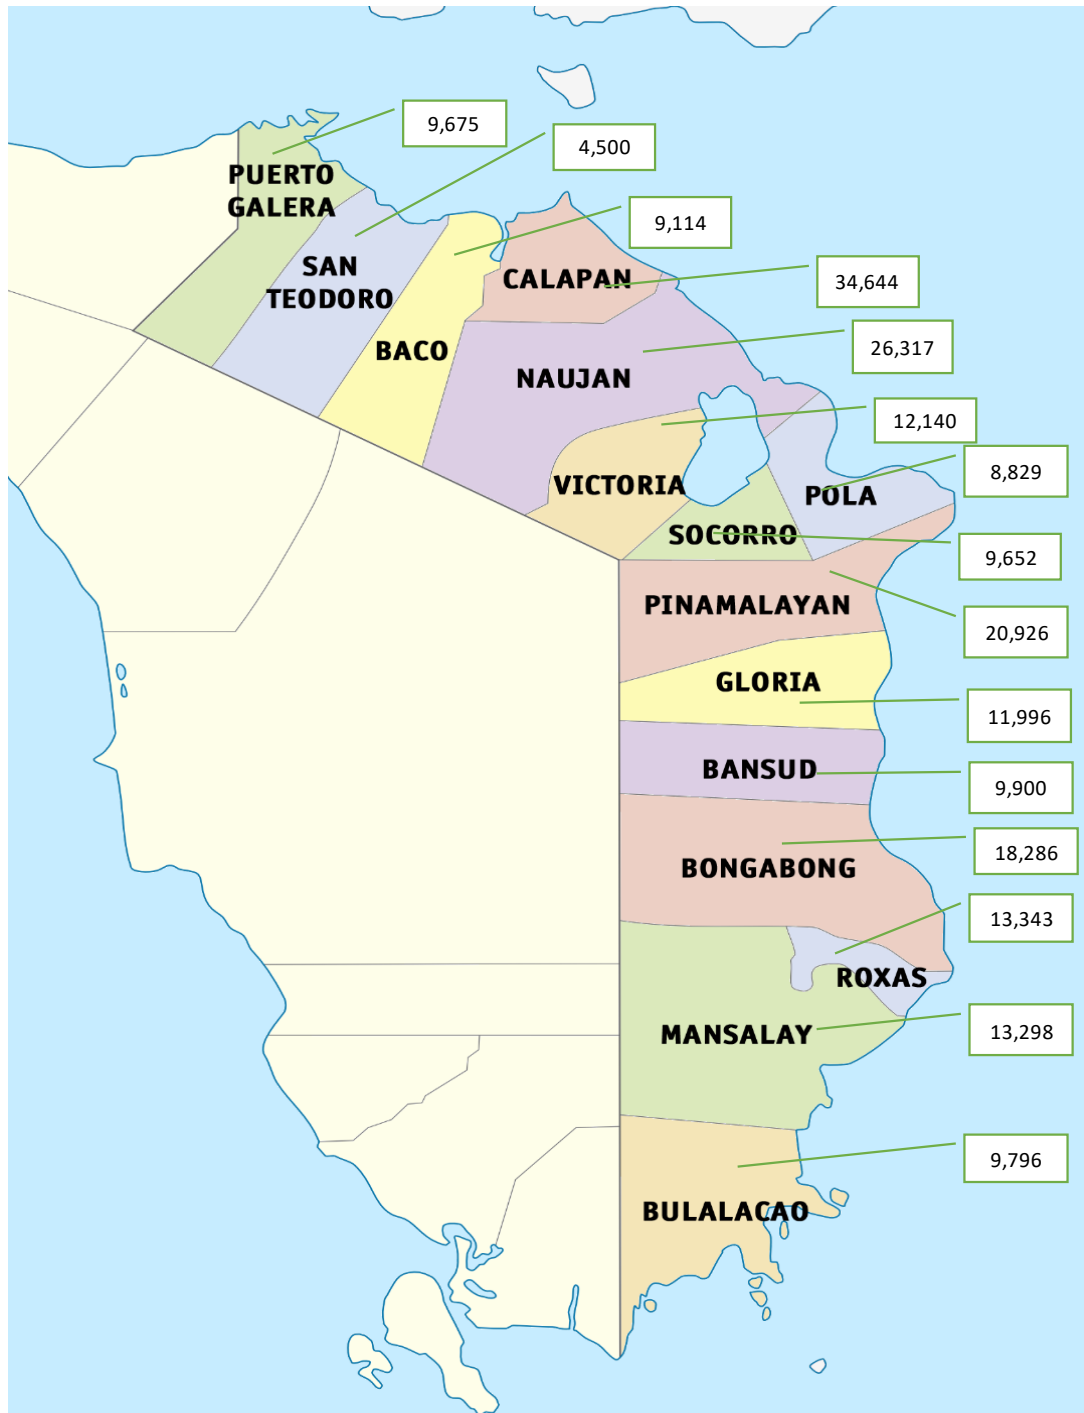 9,675
4,500
PUERTO
GALERA
9,114
SAN
TEODORO
CALAPAN
34,644
BACO
26,317
NAUJAN
12,140
VICTORIA
8,829
POLA
SOCORRO
9,652
PINAMALAYAN
20,926
GLORIA
11,996
BANSUD
9,900
18,286
BONGABONG
13,343
ROXAS
MANSALAY
13,298
9,796
BULALACAO